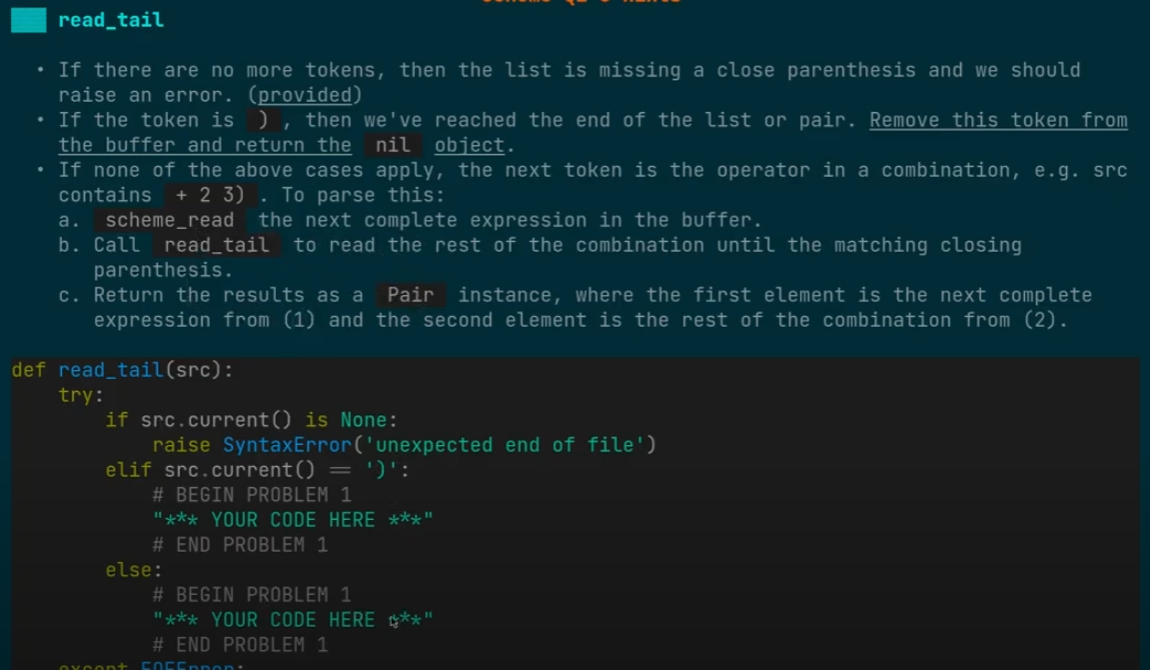 read_tail
• If there are no more tokens, then the list is missing a close parenthesis and we should
raise an error. (provided)
• If the token is ) , then we've reached the end of the list or pair. Remove this token from
the buffer and return the nil object.
• If none of the above cases apply, the next token is the operator in a combination, e.g. src
contains + 2 3) . To parse this:
a. scheme_read the next complete expression in the buffer.
b. Call read_tail to read the rest of the combination until the matching closing
parenthesis.
c. Return the results as a Pair instance, where the first element is the next complete
expression from (1) and the second element is the rest of the combination from (2).
def read_tail(src):
    try:
        if src.current() is None:
            raise SyntaxError('unexpected end of file')
        elif src.current() == ')':
            # BEGIN PROBLEM 1
            "*** YOUR CODE HERE ***"
            # END PROBLEM 1
        else:
            # BEGIN PROBLEM 1
            "*** YOUR CODE HERE ***"
            # END PROBLEM 1
    except EOFError: